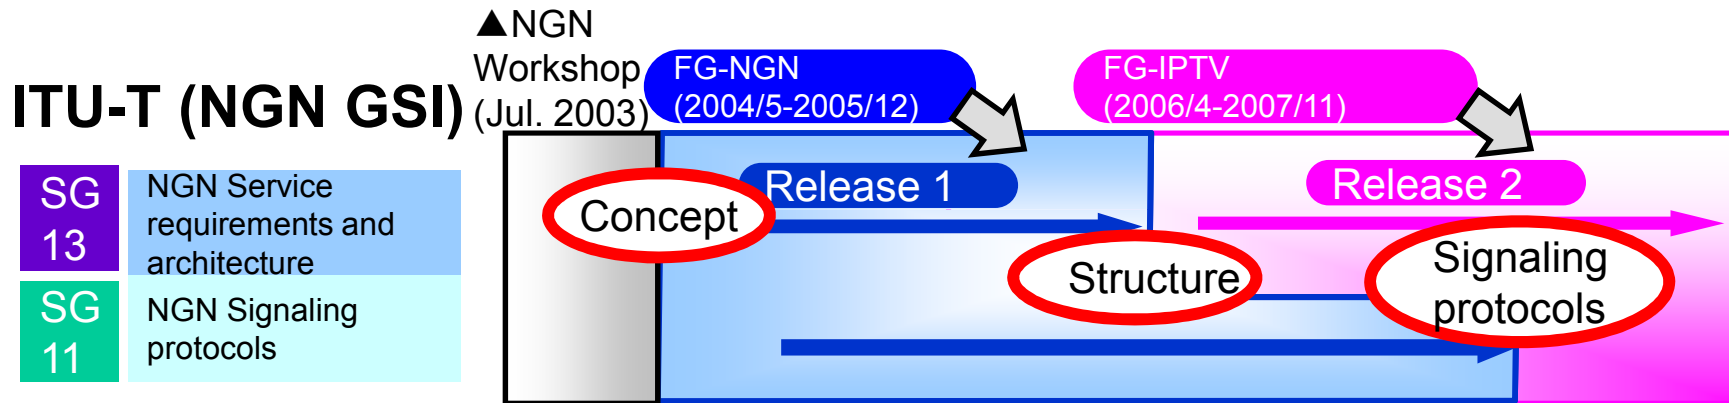 ▲NGN
Workshop
(Jul. 2003)
FG-NGN
(2004/5-2005/12)
FG-IPTV
(2006/4-2007/11)
ITU-T (NGN GSI)
SG
13
NGN Service
requirements and
architecture
SG
11
NGN Signaling
protocols
Concept
Release 1
Structure
Release 2
Signaling
protocols